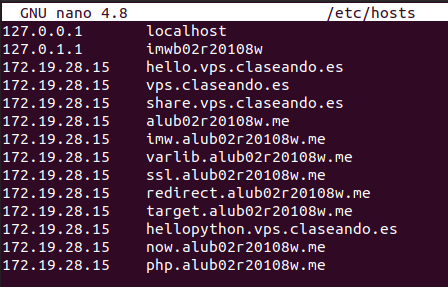 GNU nano 4.8 /etc/hosts
127.0.0.1 localhost
127.0.1.1 imwb02r20108w
172.19.28.15 hello.vps.claseando.es
172.19.28.15 vps.claseando.es
172.19.28.15 share.vps.claseando.es
172.19.28.15 alub02r20108w.me
172.19.28.15 imw.alub02r20108w.me
172.19.28.15 varlib.alub02r20108w.me
172.19.28.15 ssl.alub02r20108w.me
172.19.28.15 redirect.alub02r20108w.me
172.19.28.15 target.alub02r20108w.me
172.19.28.15 hellopython.vps.claseando.es
172.19.28.15 now.alub02r20108w.me
172.19.28.15 php.alub02r20108w.me